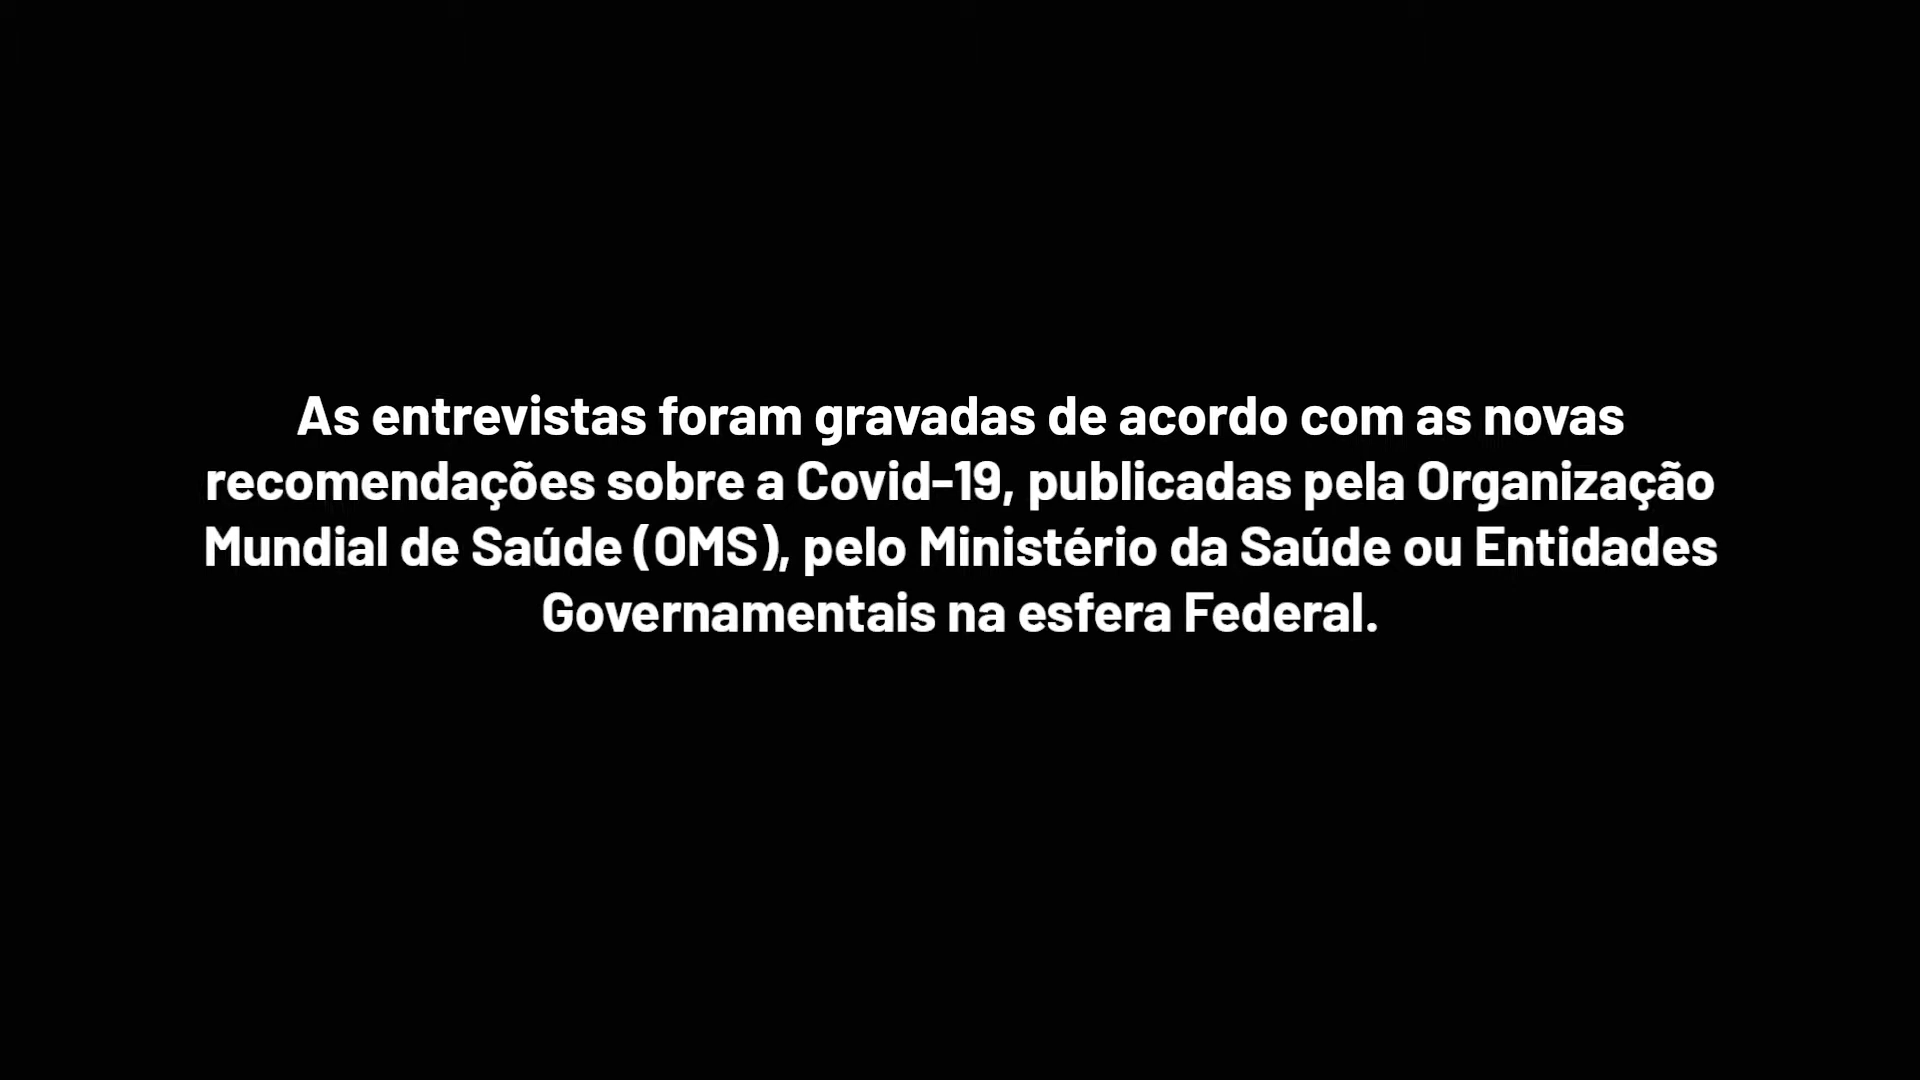 As entrevistas foram gravadas de acordo com as novas
recomendações sobre a Covid-19, publicadas pela Organização
Mundial de Saúde (OMS), pelo Ministério da Saúde ou Entidades
Governamentais na esfera Federal.